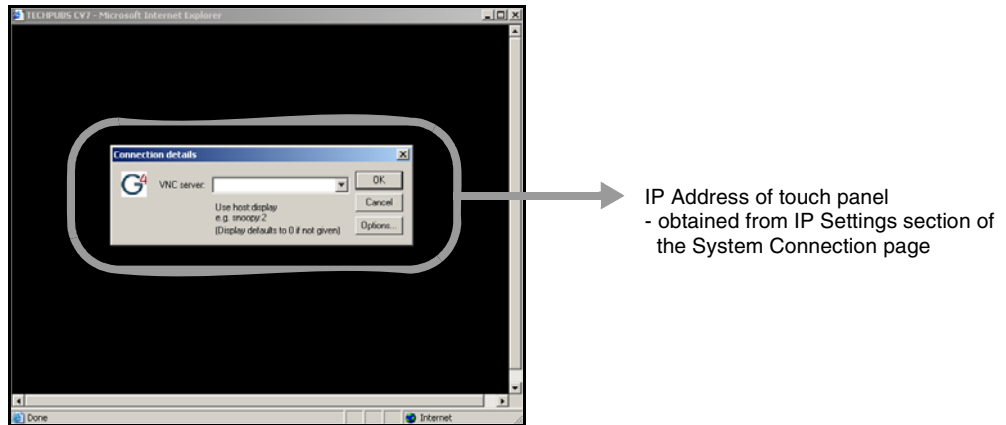 TECHPUBS CV7 - Microsoft Internet Explorer
Connection details
G4
VNC server:
OK
Use host:display
e.g. snoopy:2
(Display defaults to 0 if not given)
Cancel
Options...
IP Address of touch panel
- obtained from IP Settings section of
the System Connection page
Done
Internet